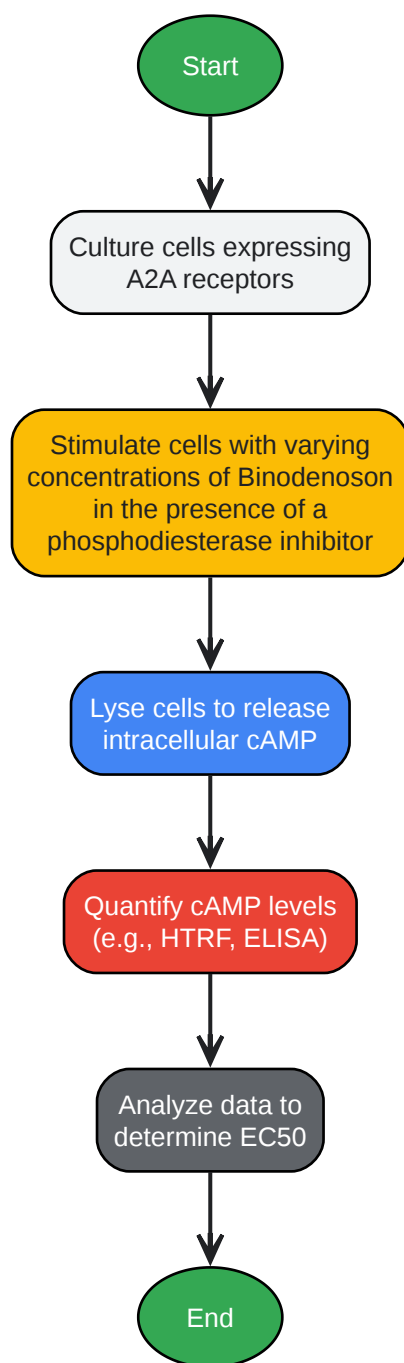 Start
Culture cells expressing
A2A receptors
Stimulate cells with varying
concentrations of Binodenoson
in the presence of a
phosphodiesterase inhibitor
Lyse cells to release
intracellular cAMP
Quantify cAMP levels
(e.g., HTRF, ELISA)
Analyze data to
determine EC50
End